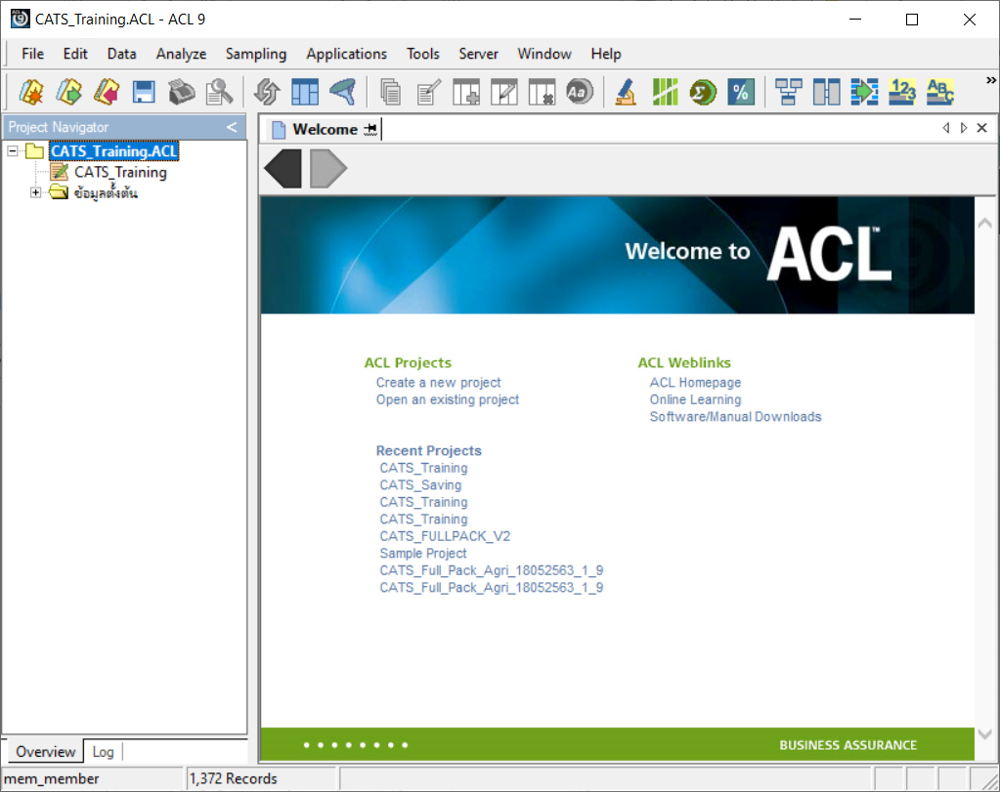 CATS_Training.ACL - ACL 9
File Edit Data Analyze Sampling Applications Tools Server Window Help
Project Navigator <
Welcome
CATS_Training.ACL
CATS_Training
ข้อมูลตั้งต้น
Welcome to ACL™
ACL Projects
Create a new project
Open an existing project
ACL Weblinks
ACL Homepage
Online Learning
Software/Manual Downloads
Recent Projects
CATS_Training
CATS_Saving
CATS_Training
CATS_Training
CATS_FULLPACK_V2
Sample Project
CATS_Full_Pack_Agri_18052563_1_9
CATS_Full_Pack_Agri_18052563_1_9
BUSINESS ASSURANCE
Overview Log
mem_member 1,372 Records